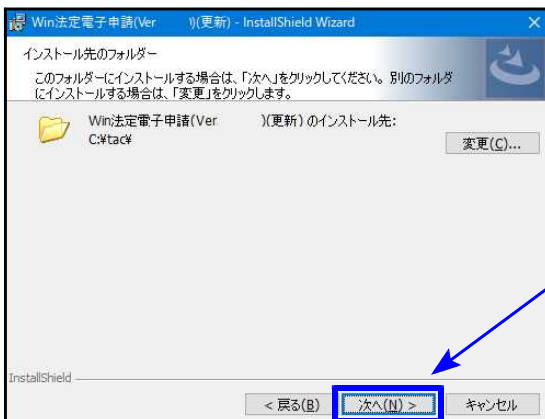 Win法定電子申請(Ver )(更新) - InstallShield Wizard
インストール先のフォルダー
このフォルダーにインストールする場合は、「次へ」をクリックしてください。別のフォルダ
にインストールする場合は、「変更」をクリックします。
Win法定電子申請(Ver )(更新) のインストール先:
C:¥tac¥
変更(C)...
InstallShield
< 戻る(B)
次へ(N) >
キャンセル